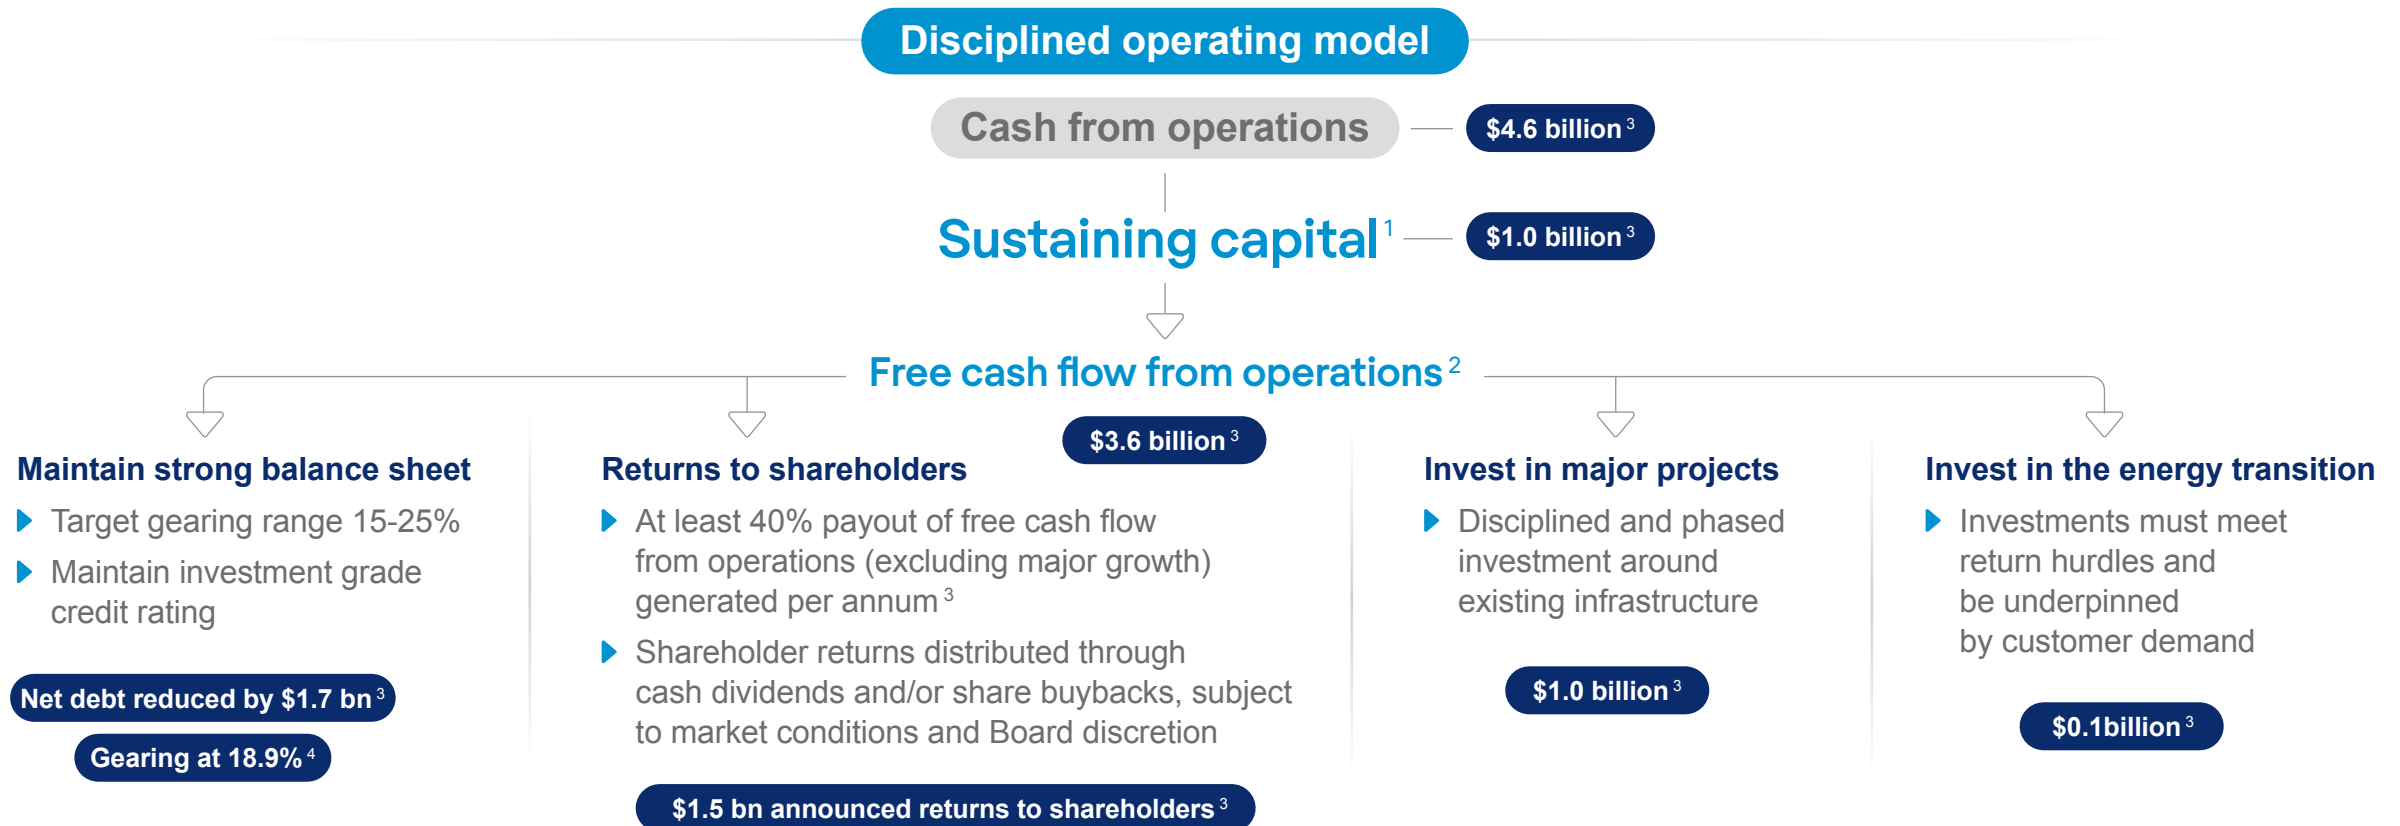 Disciplined operating model
Cash from operations
$4.6 billion 3
Sustaining capital 1
$1.0 billion 3
Free cash flow from operations 2
$3.6 billion 3
Maintain strong balance sheet
Target gearing range 15-25%
Maintain investment grade
credit rating
Net debt reduced by $1.7 bn 3
Gearing at 18.9% 4
Returns to shareholders
At least 40% payout of free cash flow
from operations (excluding major growth)
generated per annum 3
Shareholder returns distributed through
cash dividends and/or share buybacks, subject
to market conditions and Board discretion
$1.5 bn announced returns to shareholders 3
Invest in major projects
Disciplined and phased
investment around
existing infrastructure
$1.0 billion 3
Invest in the energy transition
Investments must meet
return hurdles and
be underpinned
by customer demand
$0.1billion 3